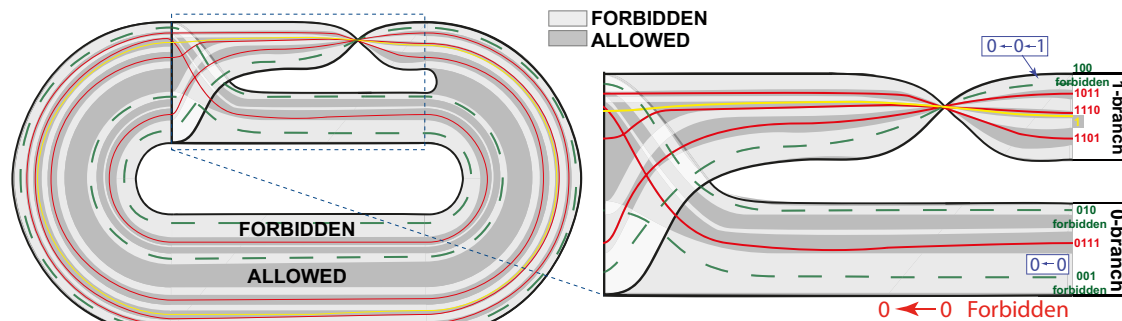 FORBIDDEN
ALLOWED
FORBIDDEN
ALLOWED
0←0←1
100
forbidden
1011
1110
1
1101
1-branch
010
forbidden
0111
0←0
001
forbidden
0-branch
0 ← 0 Forbidden